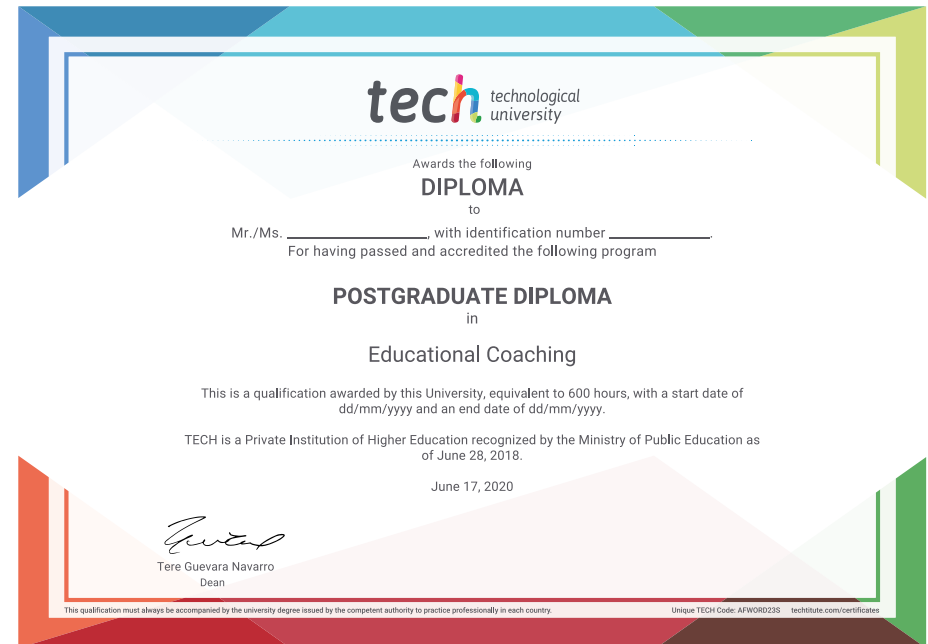 tech technological
university
Awards the following
DIPLOMA
to
Mr./Ms. ____________________, with identification number ______________.
For having passed and accredited the following program
POSTGRADUATE DIPLOMA
in
Educational Coaching
This is a qualification awarded by this University, equivalent to 600 hours, with a start date of
dd/mm/yyyy and an end date of dd/mm/yyyy.
TECH is a Private Institution of Higher Education recognized by the Ministry of Public Education as
of June 28, 2018.
June 17, 2020
Tere Guevara Navarro
Dean
This qualification must always be accompanied by the university degree issued by the competent authority to practice professionally in each country. Unique TECH Code: AFWORD23S techtitute.com/certificates